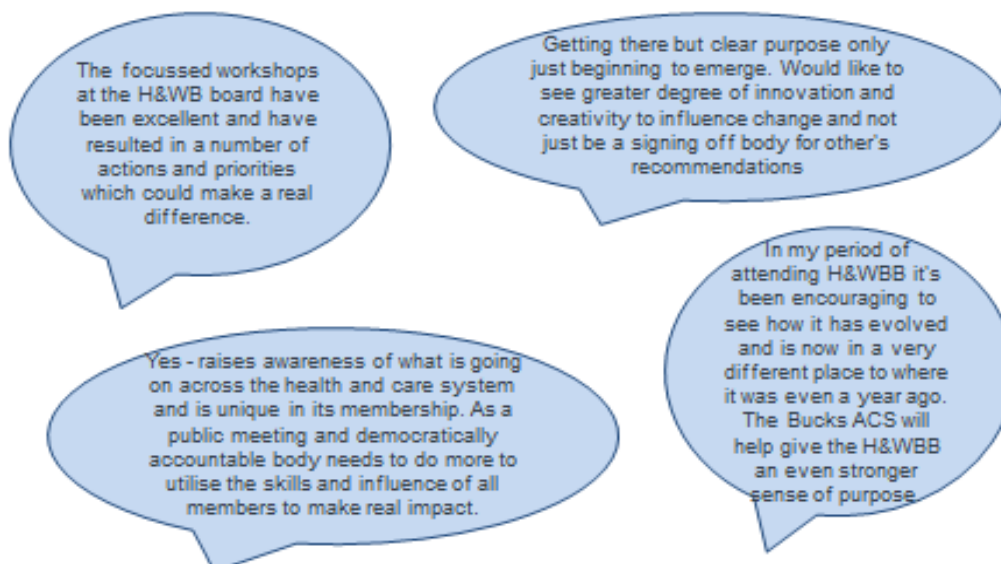 The focussed workshops
at the H&WB board have
been excellent and have
resulted in a number of
actions and priorities
which could make a real
difference.
Getting there but clear purpose only
just beginning to emerge. Would like to
see greater degree of innovation and
creativity to influence change and not
just be a signing off body for other's
recommendations
Yes - raises awareness of what is going
on across the health and care system
and is unique in its membership. As a
public meeting and democratically
accountable body needs to do more to
utilise the skills and influence of all
members to make real impact.
In my period of
attending H&WBB it's
been encouraging to
see how it has evolved
and is now in a very
different place to where
it was even a year ago.
The Bucks ACS will
help give the H&WBB
an even stronger
sense of purpose